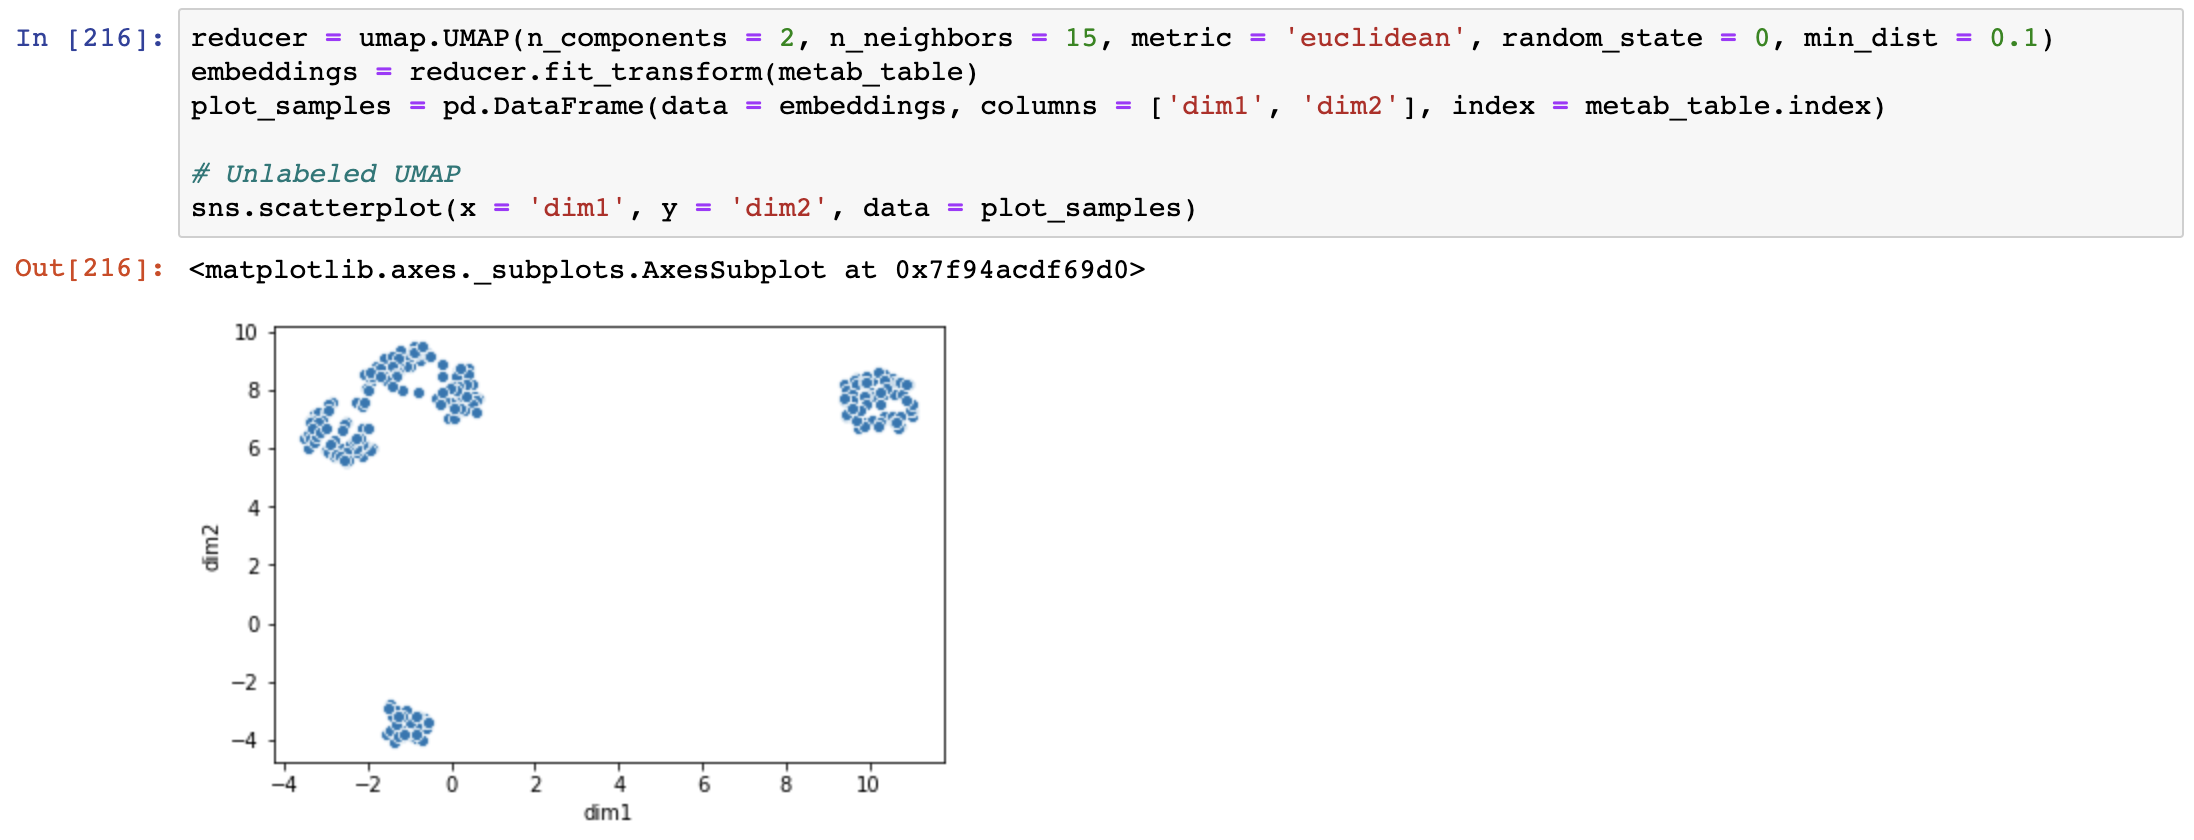 In [216]: reducer = umap.UMAP(n_components = 2, n_neighbors = 15, metric = 'euclidean', random_state = 0, min_dist = 0.1)
embeddings = reducer.fit_transform(metab_table)
plot_samples = pd.DataFrame(data = embeddings, columns = ['dim1', 'dim2'], index = metab_table.index)
# Unlabeled UMAP
sns.scatterplot(x = 'dim1', y = 'dim2', data = plot_samples)
Out[216]: <matplotlib.axes._subplots.AxesSubplot at 0x7f94acdf69d0>
10
8
6
4
2
0
−2
−4
dim2
−4 −2 0 2 4 6 8 10
dim1